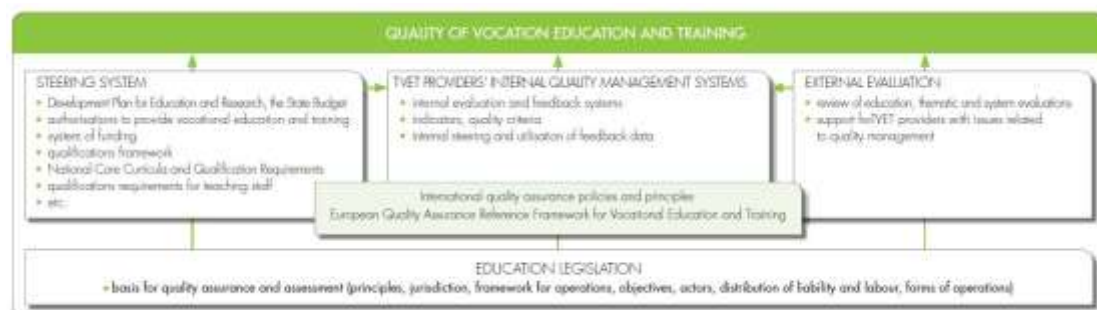 QUALITY OF VOCATION EDUCATION AND TRAINING
STEERING SYSTEM
Development Plan for Education and Research, the State Budget
authorisations to provide vocational education and training
system of funding
qualifications framework
National Core Curricula and Qualification Requirements
qualifications requirements for teaching staff
etc.
TVET PROVIDERS' INTERNAL QUALITY MANAGEMENT SYSTEMS
internal evaluation and feedback systems
indicators, quality criteria
internal steering and utilisation of feedback data
EXTERNAL EVALUATION
review of education, thematic and system evaluations
support forTVET providers with issues related
to quality management
International quality assurance policies and principles
European Quality Assurance Reference Framework for Vocational Education and Training
EDUCATION LEGISLATION
basis for quality assurance and assessment (principles, jurisdiction, framework for operations, objectives, actors, distribution of liability and labour, forms of operations)